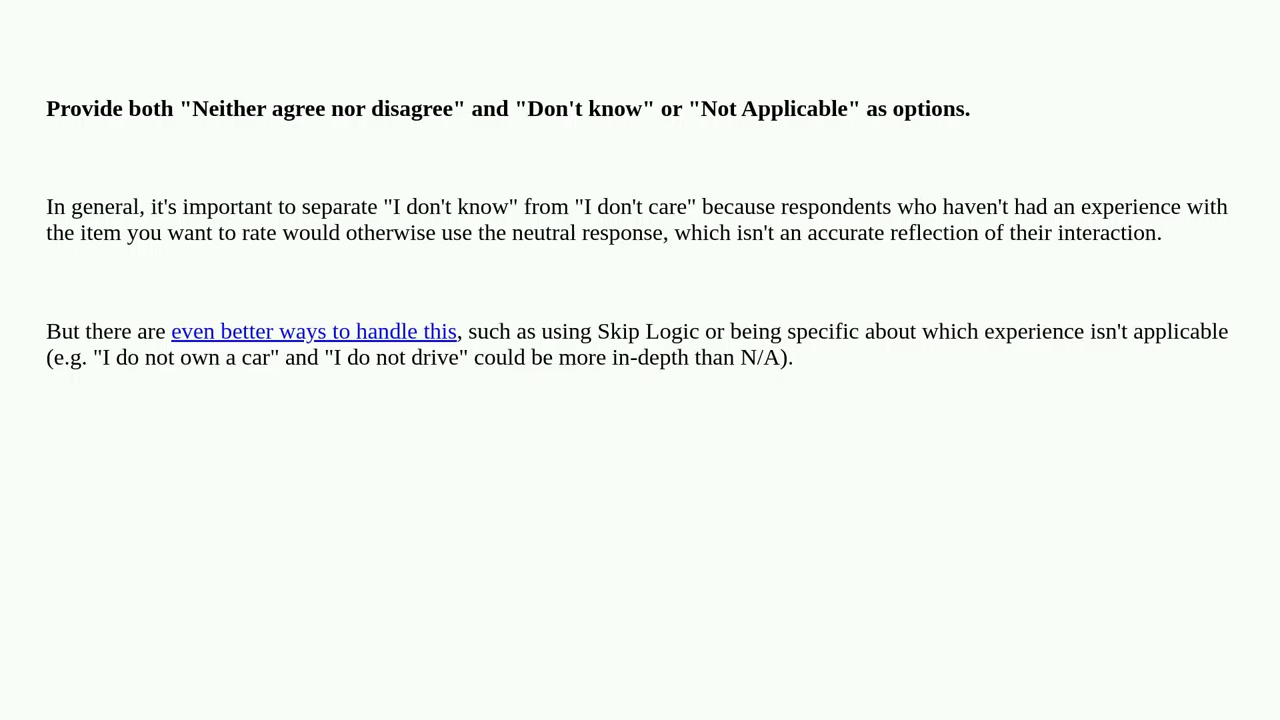 Provide both "Neither agree nor disagree" and "Don't know" or "Not Applicable" as options.
In general, it's important to separate "I don't know" from "I don't care" because respondents who haven't had an experience with
the item you want to rate would otherwise use the neutral response, which isn't an accurate reflection of their interaction.
But there are even better ways to handle this, such as using Skip Logic or being specific about which experience isn't applicable
(e.g. "I do not own a car" and "I do not drive" could be more in-depth than N/A).